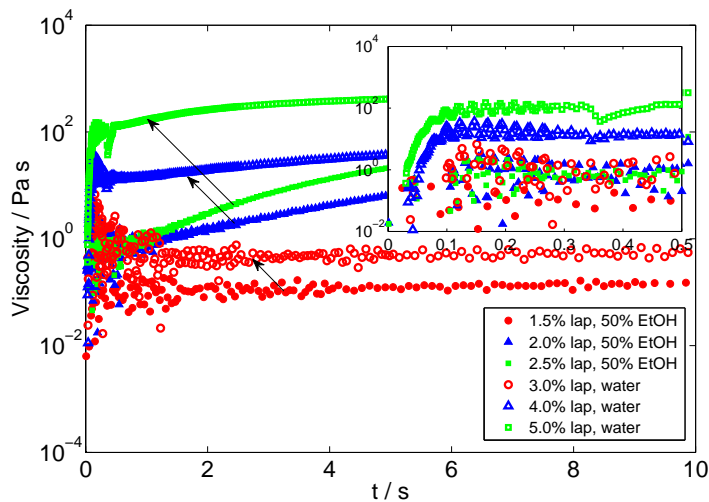 10^4
10^2
10^0
10^-2
10^-4
Viscosity / Pa s
0
2
4
6
8
10
t / s
10^4
10^2
10^0
10^-2
0
0.1
0.2
0.3
0.4
0.5
1.5% lap, 50% EtOH
2.0% lap, 50% EtOH
2.5% lap, 50% EtOH
3.0% lap, water
4.0% lap, water
5.0% lap, water